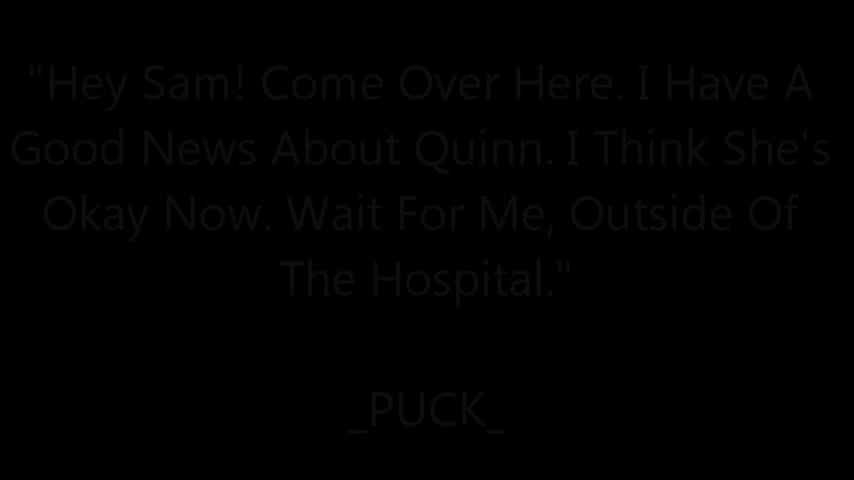 "Hey Sam! Come Over Here. I Have A
Good News About Quinn. I Think She's
Okay Now. Wait For Me, Outside Of
The Hospital."
_PUCK_